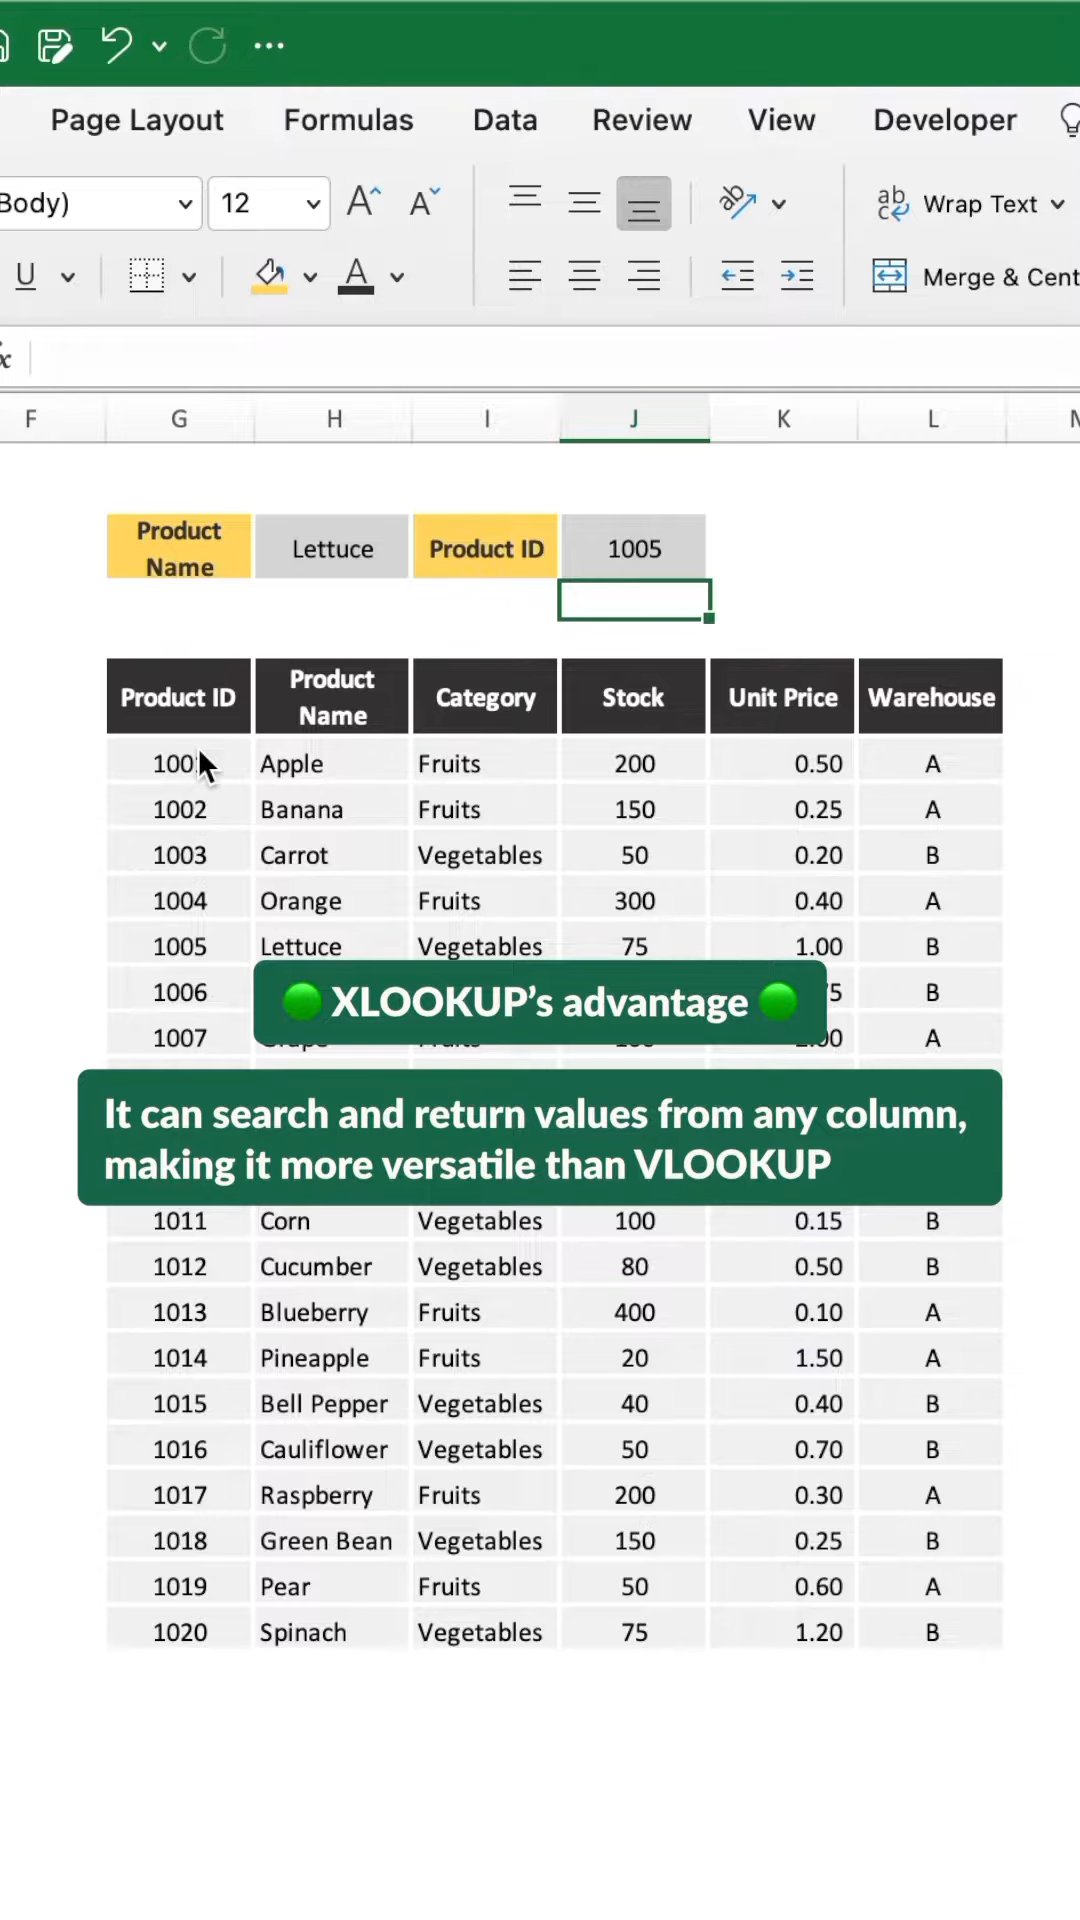 Page Layout Formulas Data Review View Developer
Body) 12 A A ab Wrap Text
U A Merge & Cent
x
F G H I J K L
Product Name Lettuce Product ID 1005
Product ID Product Name Category Stock Unit Price Warehouse
100 Apple Fruits 200 0.50 A
1002 Banana Fruits 150 0.25 A
1003 Carrot Vegetables 50 0.20 B
1004 Orange Fruits 300 0.40 A
1005 Lettuce Vegetables 75 1.00 B
1006 5 B
1007 A
🟢 XLOOKUP’s advantage 🟢
It can search and return values from any column,
making it more versatile than VLOOKUP
1011 Corn Vegetables 100 0.15 B
1012 Cucumber Vegetables 80 0.50 B
1013 Blueberry Fruits 400 0.10 A
1014 Pineapple Fruits 20 1.50 A
1015 Bell Pepper Vegetables 40 0.40 B
1016 Cauliflower Vegetables 50 0.70 B
1017 Raspberry Fruits 200 0.30 A
1018 Green Bean Vegetables 150 0.25 B
1019 Pear Fruits 50 0.60 A
1020 Spinach Vegetables 75 1.20 B